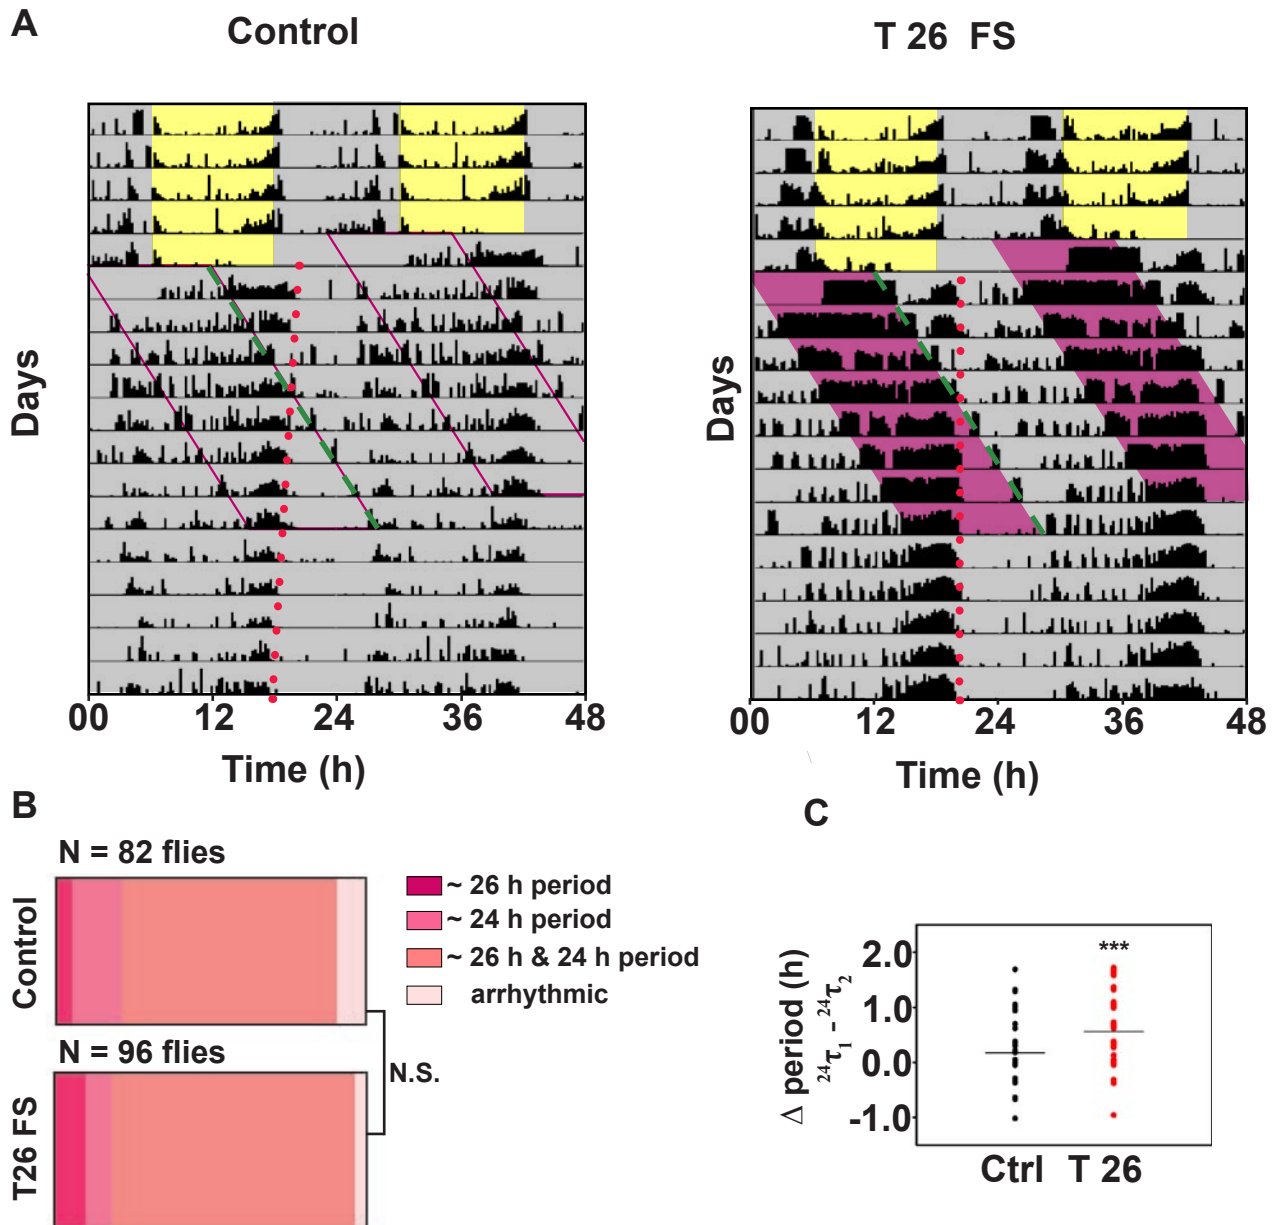 A
Control
T 26 FS
Days
Days
00 12 24 36 48
00 12 24 36 48
Time (h)
Time (h)
B
C
N = 82 flies
Control
~ 26 h period
~ 24 h period
~ 26 h & 24 h period
arrhythmic
N = 96 flies
N.S.
T26 FS
Δ period (h)
²⁴τ₁ - ²⁴τ₂
2.0
1.0
0.0
-1.0
***
Ctrl T 26